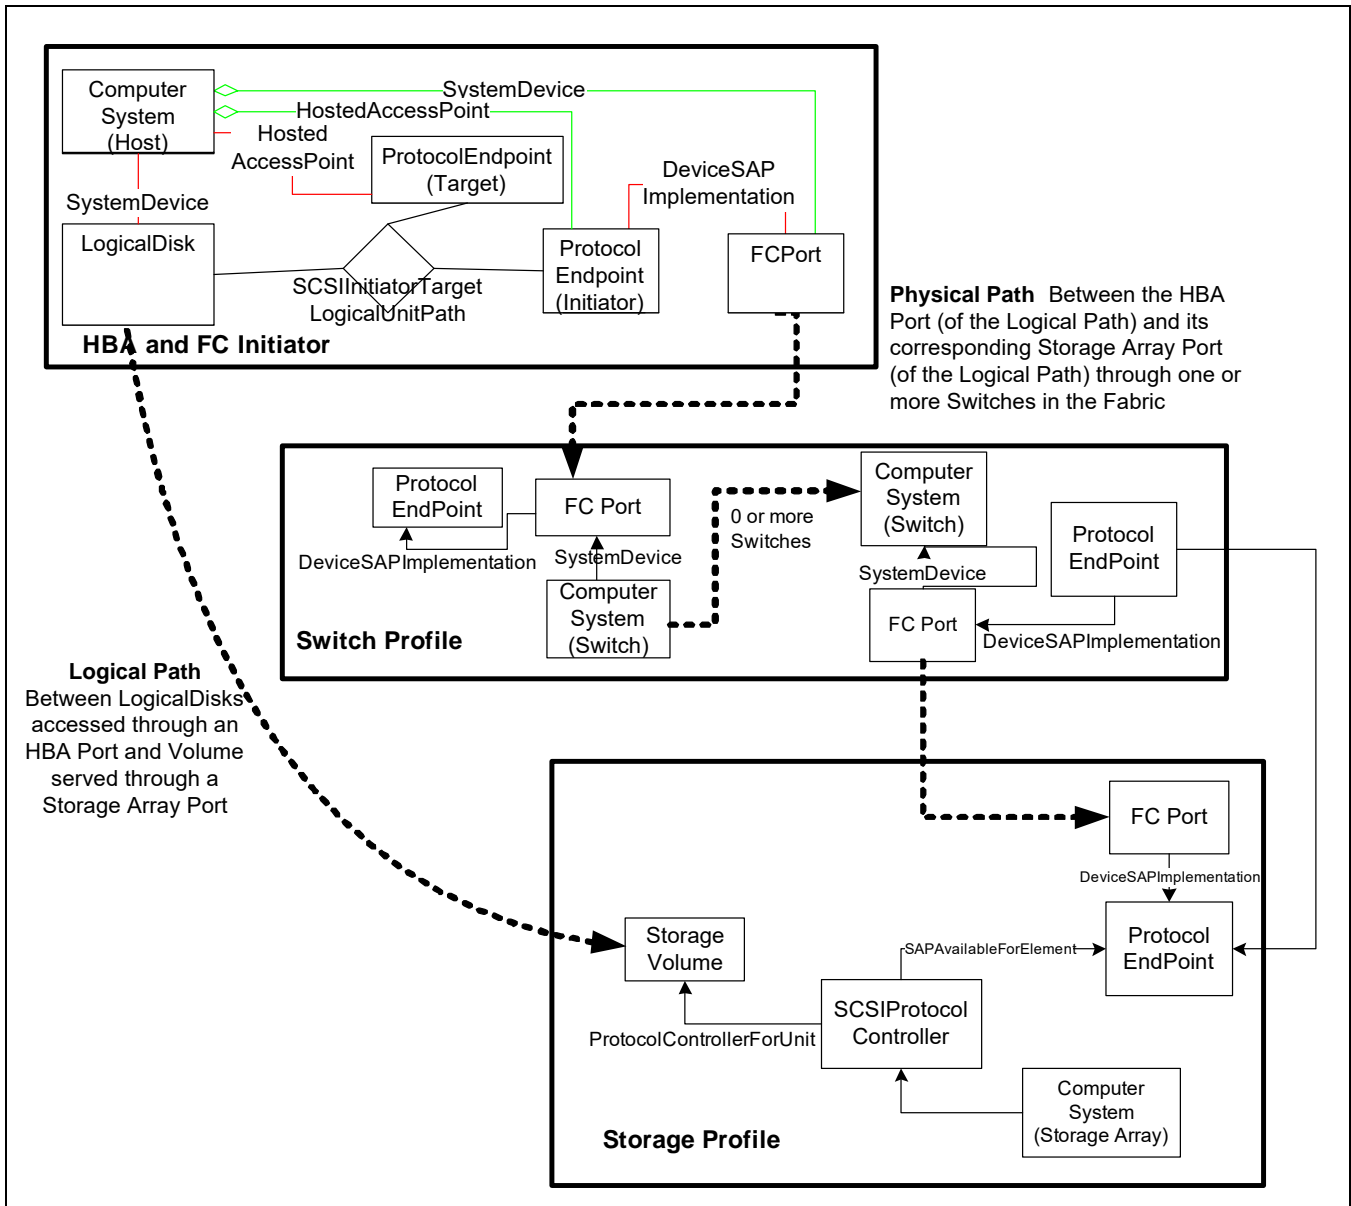 Computer
System
(Host)
SystemDevice
HostedAccessPoint
Hosted
AccessPoint
ProtocolEndpoint
(Target)
DeviceSAP
Implementation
SystemDevice
LogicalDisk
SCSIInitiatorTarget
LogicalUnitPath
Protocol
Endpoint
(Initiator)
FCPort
HBA and FC Initiator
Physical Path Between the HBA
Port (of the Logical Path) and its
corresponding Storage Array Port
(of the Logical Path) through one or
more Switches in the Fabric
Protocol
EndPoint
FC Port
DeviceSAPImplementation
SystemDevice
Computer
System
(Switch)
0 or more
Switches
Computer
System
(Switch)
SystemDevice
FC Port
Protocol
EndPoint
DeviceSAPImplementation
Switch Profile
Logical Path
Between LogicalDisks
accessed through an
HBA Port and Volume
served through a
Storage Array Port
FC Port
DeviceSAPImplementation
Protocol
EndPoint
Storage
Volume
SAPAvailableForElement
SCSIProtocol
Controller
ProtocolControllerForUnit
Computer
System
(Storage Array)
Storage Profile